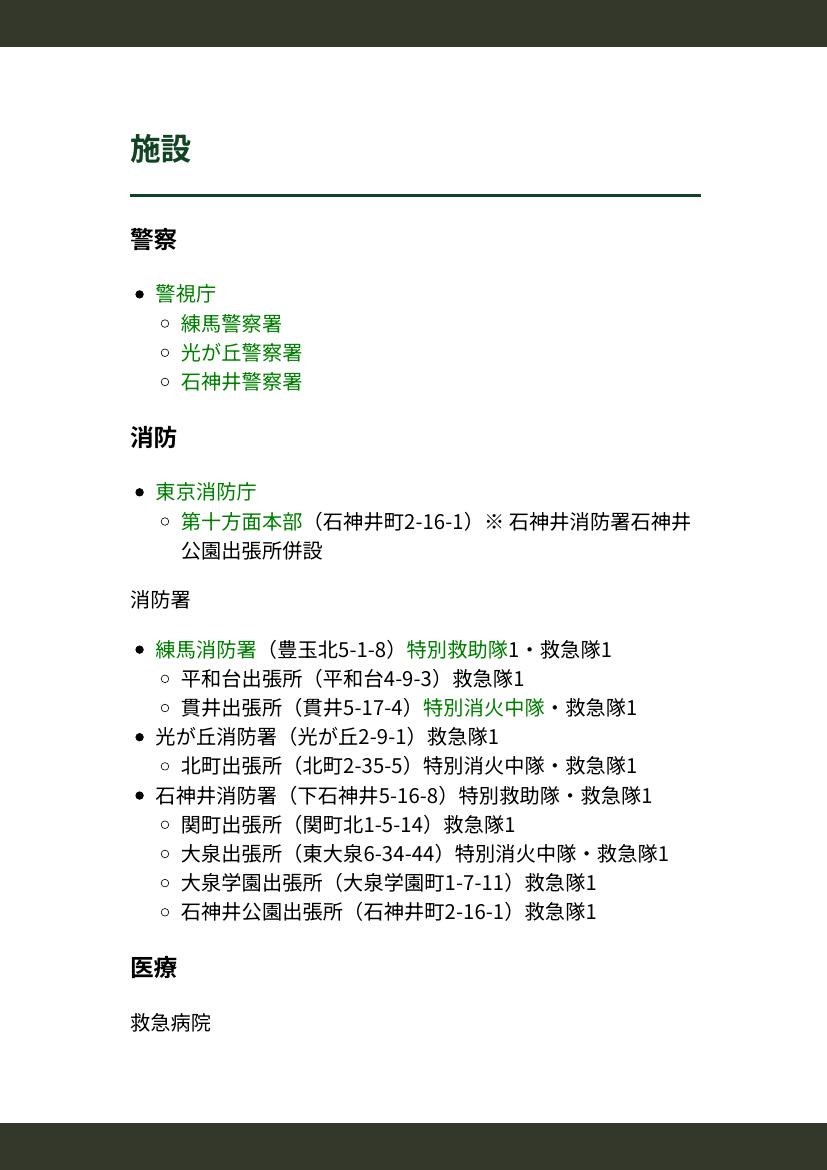 施設
警察
警視庁
練馬警察署
光が丘警察署
石神井警察署
消防
東京消防庁
第十方面本部（石神井町2-16-1）※ 石神井消防署石神井
公園出張所併設
消防署
練馬消防署（豊玉北5-1-8）特別救助隊1・救急隊1
平和台出張所（平和台4-9-3）救急隊1
貫井出張所（貫井5-17-4）特別消火中隊・救急隊1
光が丘消防署（光が丘2-9-1）救急隊1
北町出張所（北町2-35-5）特別消火中隊・救急隊1
石神井消防署（下石神井5-16-8）特別救助隊・救急隊1
関町出張所（関町北1-5-14）救急隊1
大泉出張所（東大泉6-34-44）特別消火中隊・救急隊1
大泉学園出張所（大泉学園町1-7-11）救急隊1
石神井公園出張所（石神井町2-16-1）救急隊1
医療
救急病院